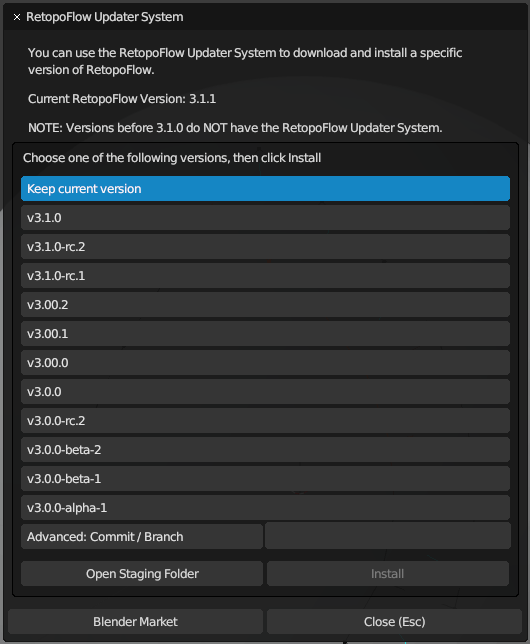 × RetopoFlow Updater System
You can use the RetopoFlow Updater System to download and install a specific
version of RetopoFlow.
Current RetopoFlow Version: 3.1.1
NOTE: Versions before 3.1.0 do NOT have the RetopoFlow Updater System.
Choose one of the following versions, then click Install
Keep current version
v3.1.0
v3.1.0-rc.2
v3.1.0-rc.1
v3.00.2
v3.00.1
v3.00.0
v3.0.0
v3.0.0-rc.2
v3.0.0-beta-2
v3.0.0-beta-1
v3.0.0-alpha-1
Advanced: Commit / Branch
Open Staging Folder Install
Blender Market Close (Esc)